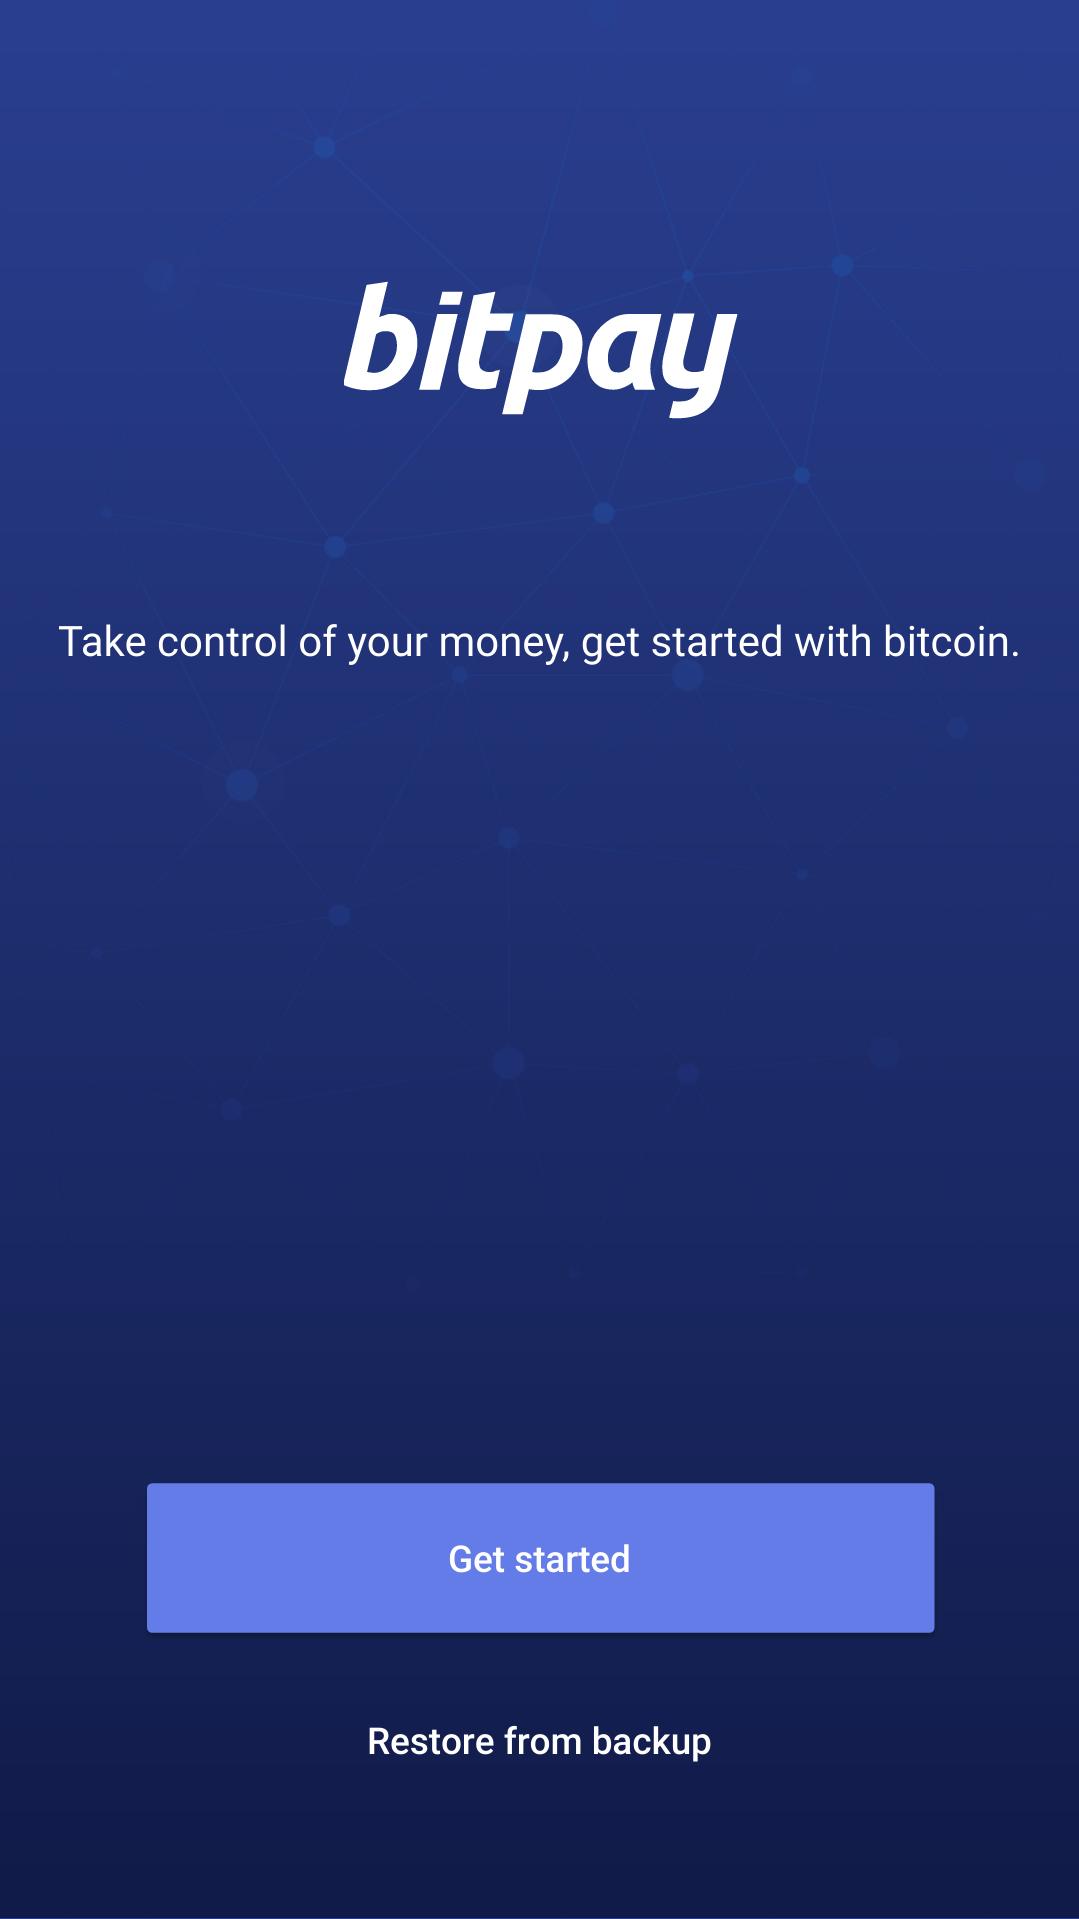 bitpay
Take control of your money, get started with bitcoin.
Get started
Restore from backup